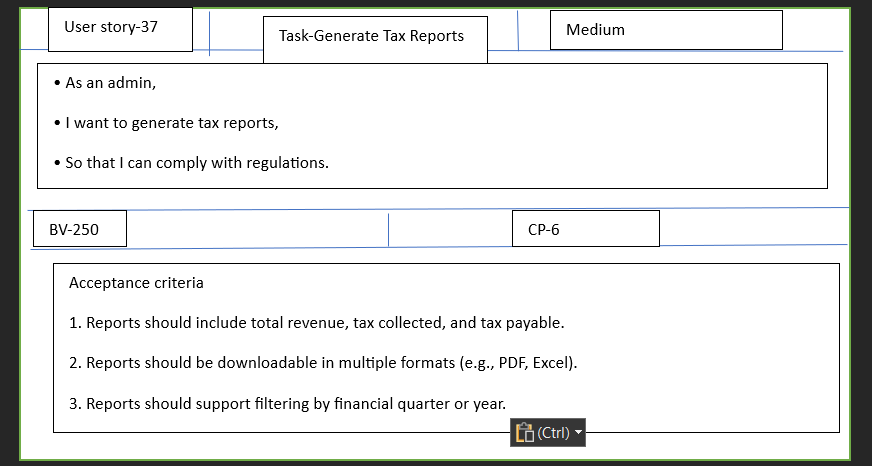 User story-37
Task-Generate Tax Reports
Medium
• As an admin,
• I want to generate tax reports,
• So that I can comply with regulations.
BV-250
CP-6
Acceptance criteria
1. Reports should include total revenue, tax collected, and tax payable.
2. Reports should be downloadable in multiple formats (e.g., PDF, Excel).
3. Reports should support filtering by financial quarter or year.
(Ctrl)